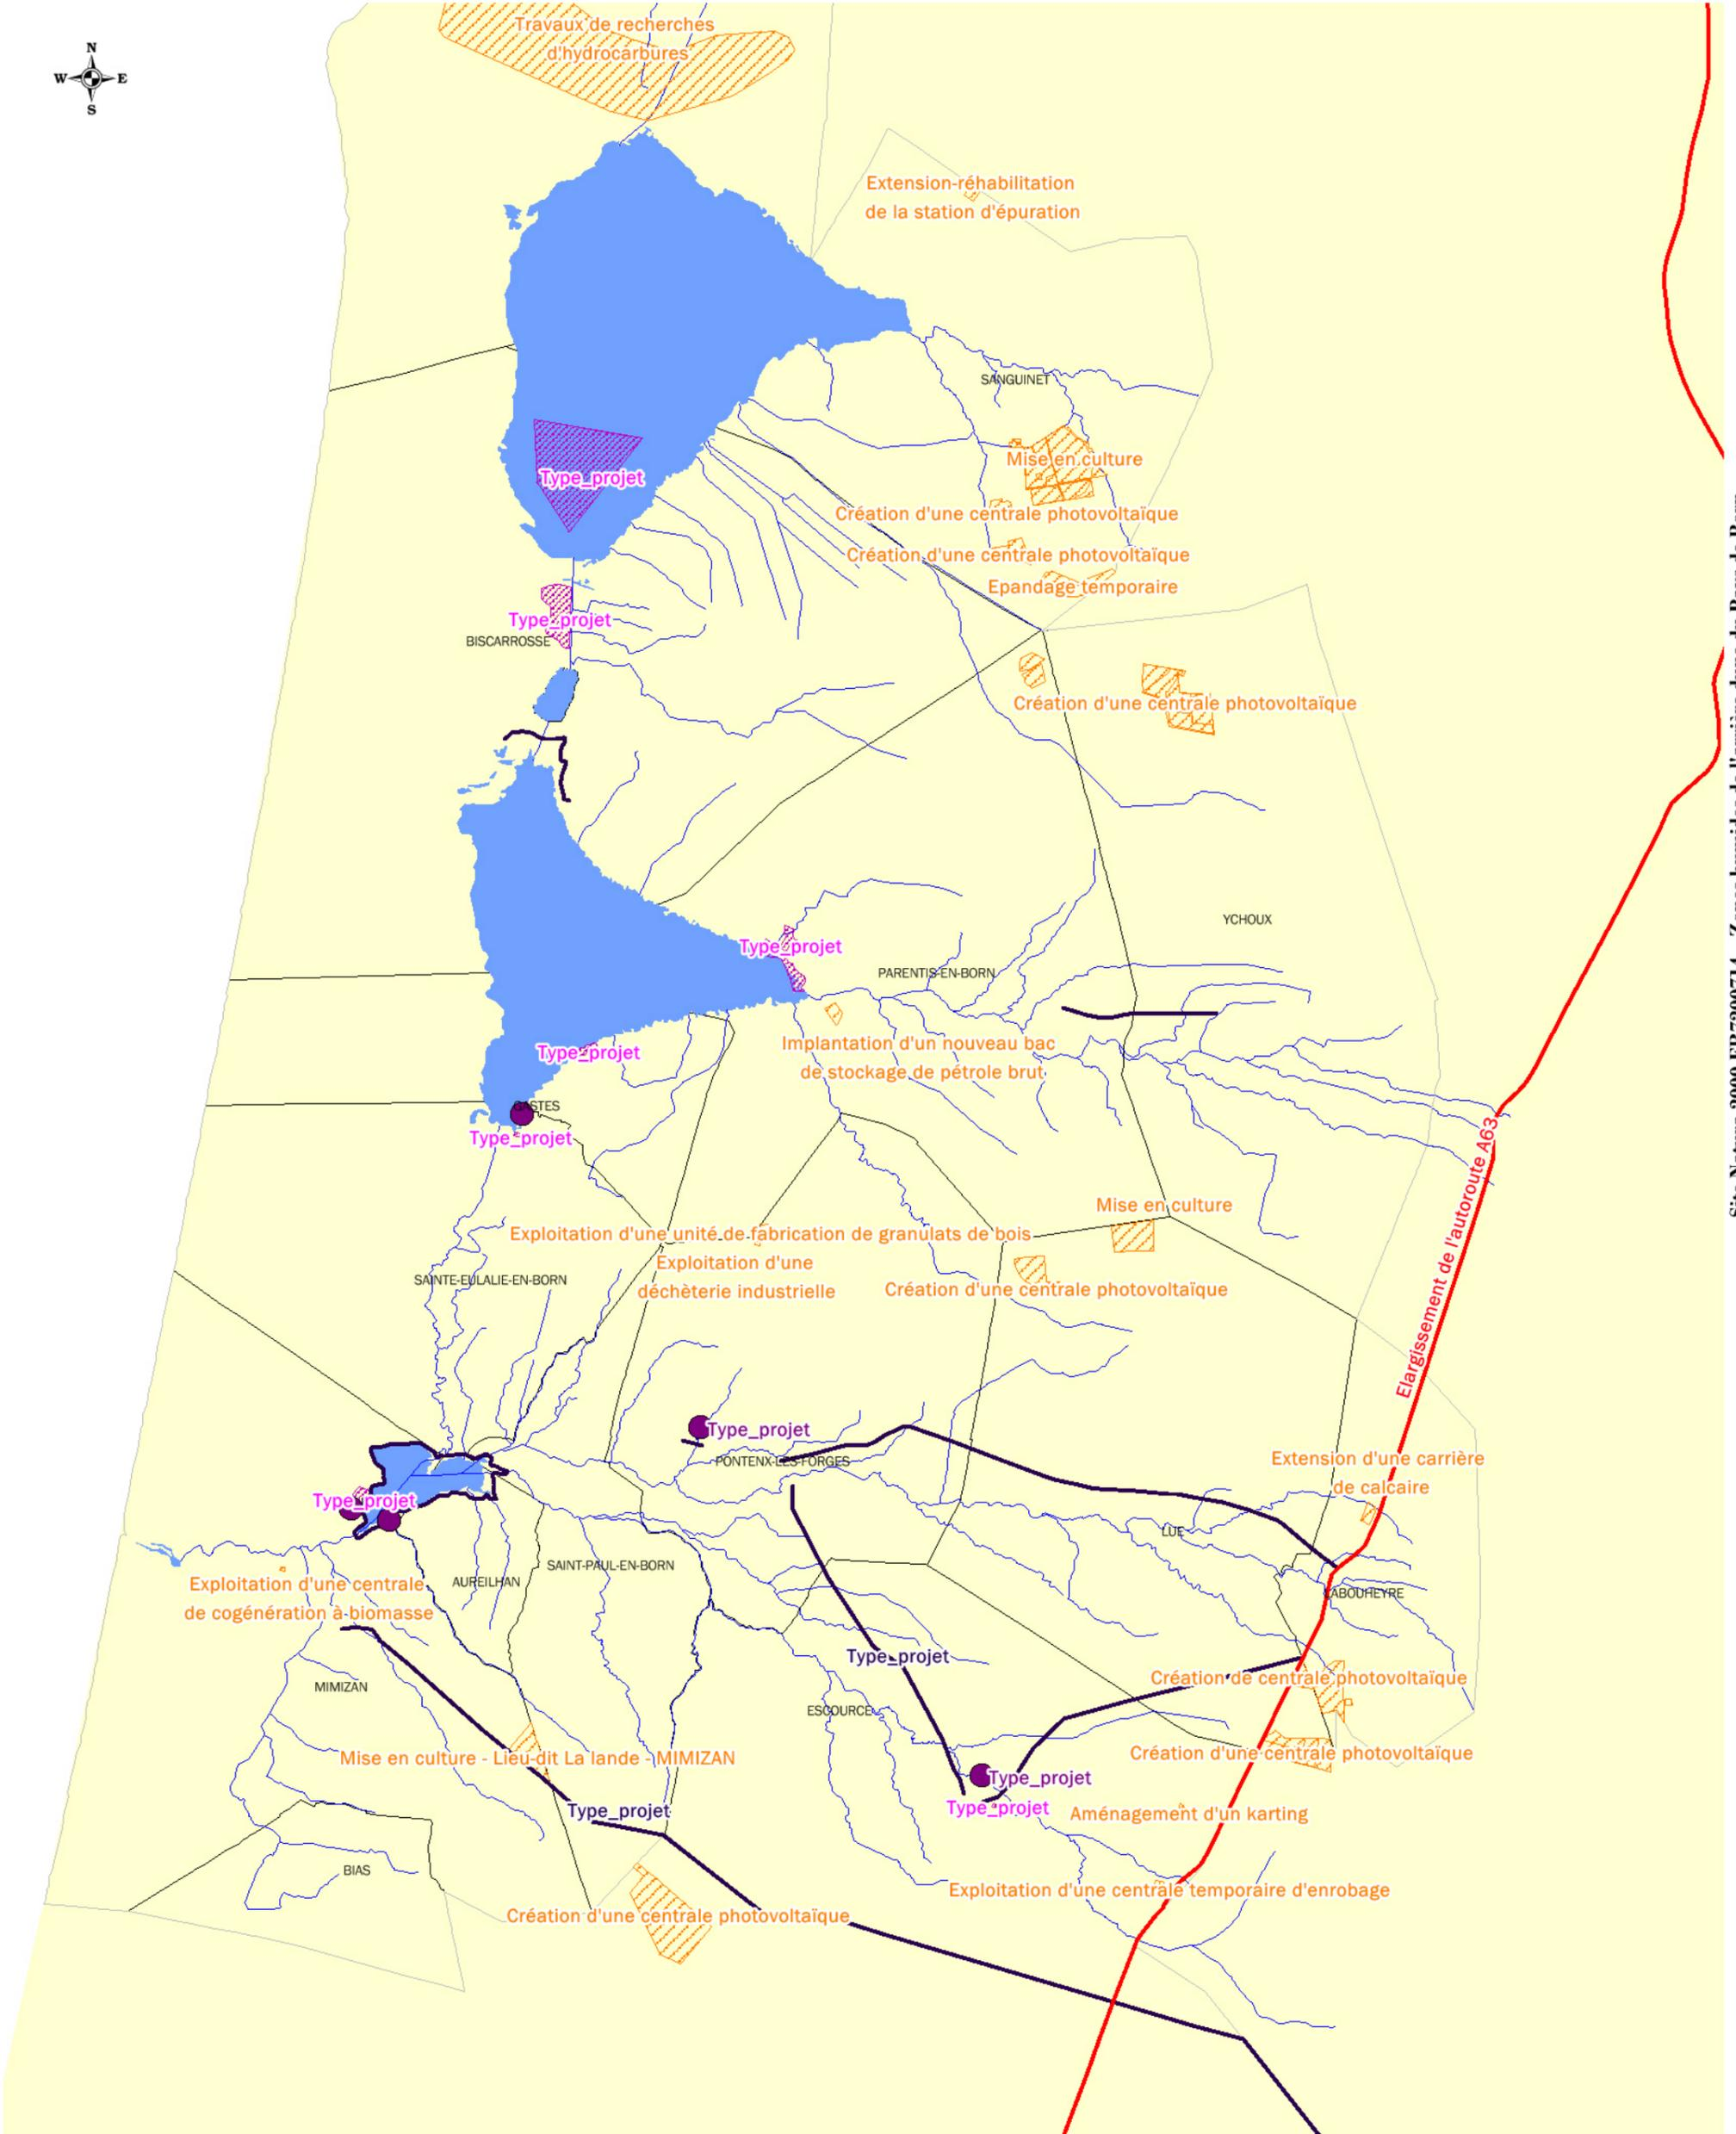 Travaux de recherches
d'hydrocarbures
N
W E
S
Extension-réhabilitation
de la station d'épuration
SANGUINET
Mise en culture
Type_projet
Création d'une centrale photovoltaïque
Création d'une centrale photovoltaïque
Epandage temporaire
Type_projet
BISCARROSSE
Création d'une centrale photovoltaïque
YCHOUX
Type_projet
PARENTIS-EN-BORN
Implantation d'un nouveau bac
de stockage de pétrole brut
Type_projet
GASTES
Type_projet
Elargissement de l'autoroute A63
Mise en culture
Exploitation d'une unité de fabrication de granulats de bois
Exploitation d'une
déchèterie industrielle
SAINTE-EULALIE-EN-BORN
Création d'une centrale photovoltaïque
Type_projet
PONTENX-LES-FORGES
Extension d'une carrière
de calcaire
Type_projet
LUE
SAINT-PAUL-EN-BORN
AUREILHAN
Exploitation d'une centrale
de cogénération à biomasse
LABOUHEYRE
Type_projet
Création de centrale photovoltaïque
MIMIZAN
ESCOURCE
Mise en culture - Lieu-dit La lande - MIMIZAN
Création d'une centrale photovoltaïque
Type_projet
Type_projet
Type_projet
Aménagement d'un karting
BIAS
Exploitation d'une centrale temporaire d'enrobage
Création d'une centrale photovoltaïque